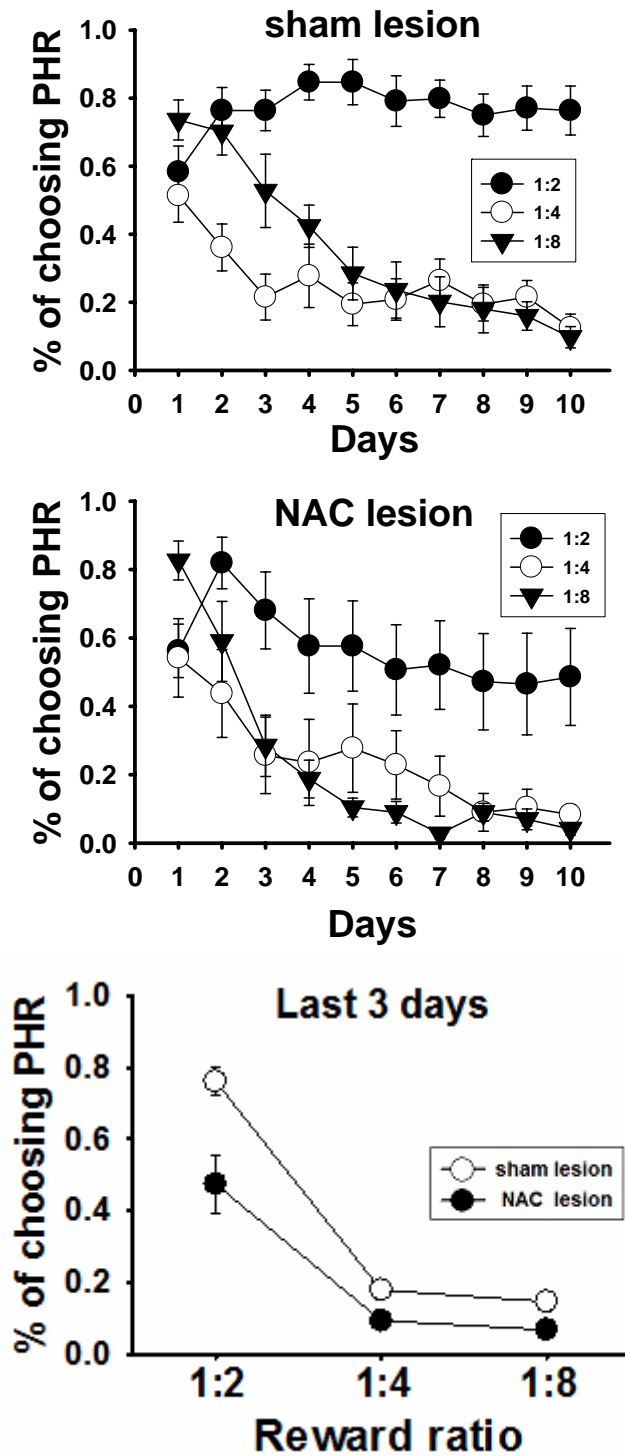 sham lesion
% of choosing PHR
1.0
0.8
0.6
0.4
0.2
0.0
1:2
1:4
1:8
0 1 2 3 4 5 6 7 8 9 10
Days
NAC lesion
% of choosing PHR
1.0
0.8
0.6
0.4
0.2
0.0
1:2
1:4
1:8
0 1 2 3 4 5 6 7 8 9 10
Days
Last 3 days
% of choosing PHR
1.0
0.8
0.6
0.4
0.2
0.0
sham lesion
NAC lesion
1:2 1:4 1:8
Reward ratio